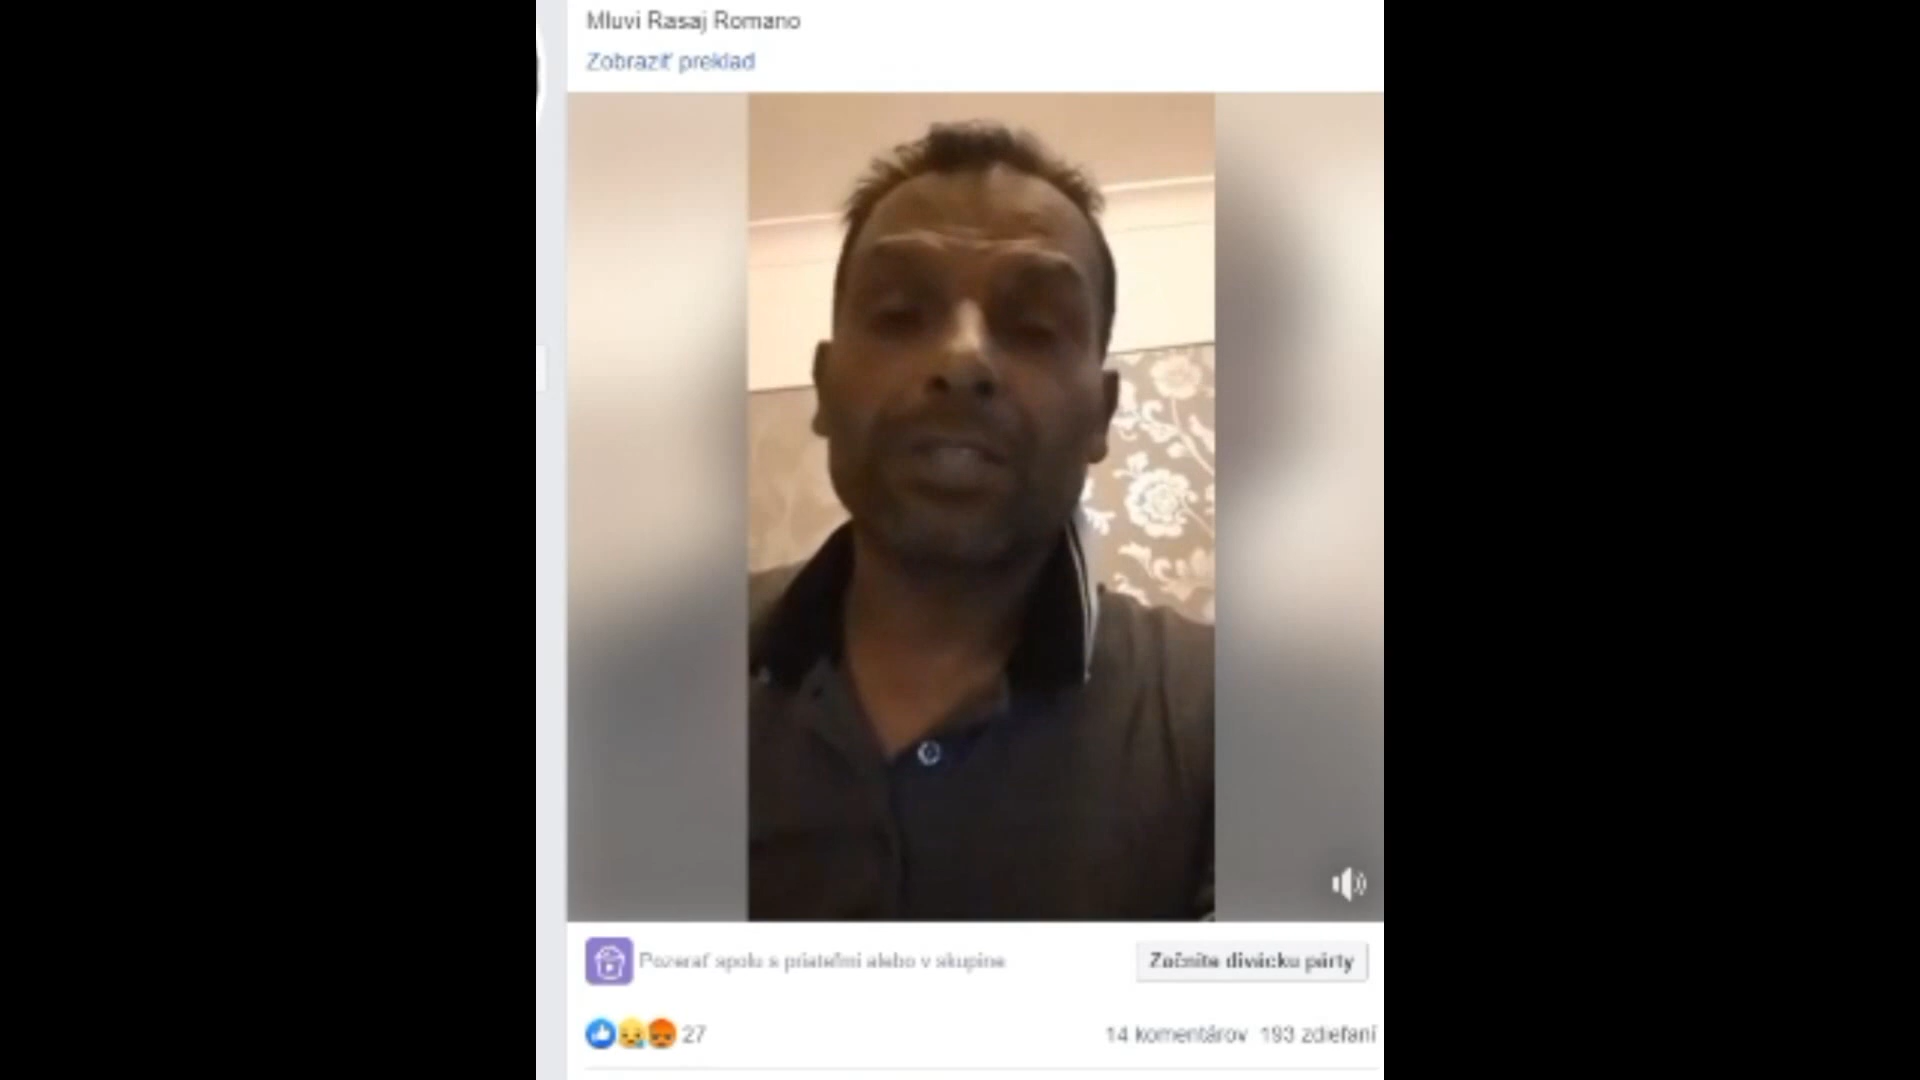 Mluvi Rasaj Romano
Zobraziť preklad
Pozerať spolu s priateľmi alebo v skupine
Začnite divácku párty
27
14 komentárov 193 zdieľaní